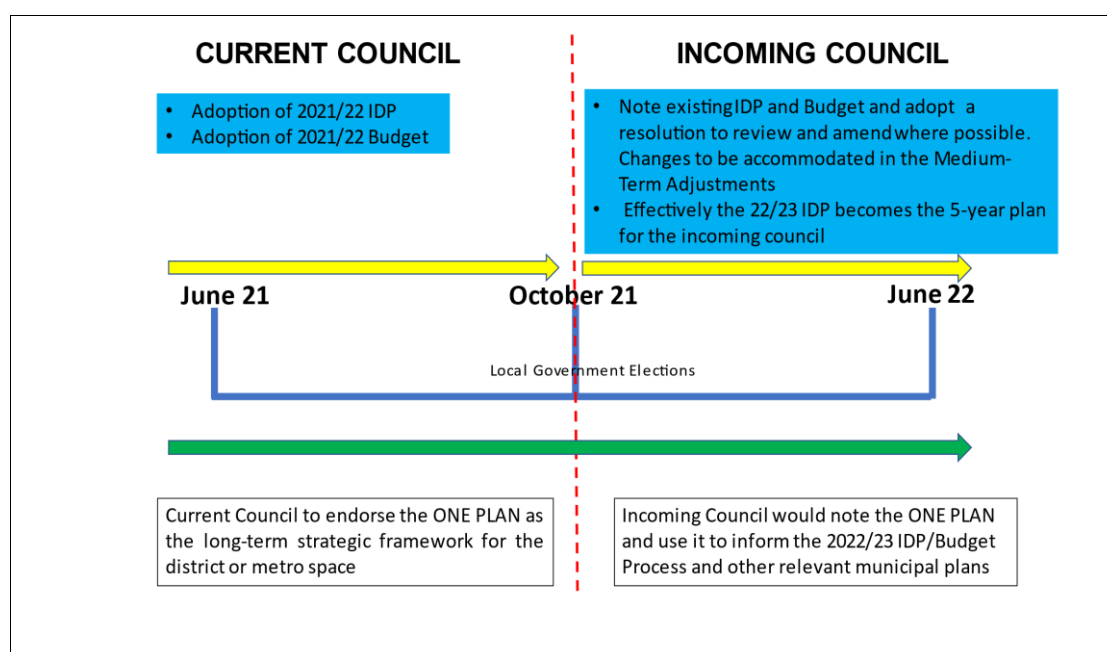 CURRENT COUNCIL
INCOMING COUNCIL
• Adoption of 2021/22 IDP
• Adoption of 2021/22 Budget
• Note existing IDP and Budget and adopt a
resolution to review and amend where possible.
Changes to be accommodated in the Medium-
Term Adjustments
• Effectively the 22/23 IDP becomes the 5-year plan
for the incoming council
June 21
October 21
June 22
Local Government Elections
Current Council to endorse the ONE PLAN as
the long-term strategic framework for the
district or metro space
Incoming Council would note the ONE PLAN
and use it to inform the 2022/23 IDP/Budget
Process and other relevant municipal plans